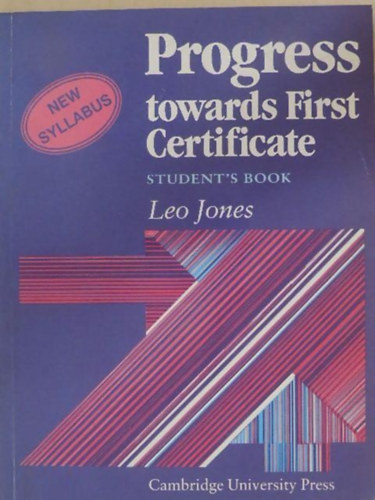 Progress
towards First
Certificate
NEW
SYLLABUS
STUDENT'S BOOK
Leo Jones
Cambridge University Press